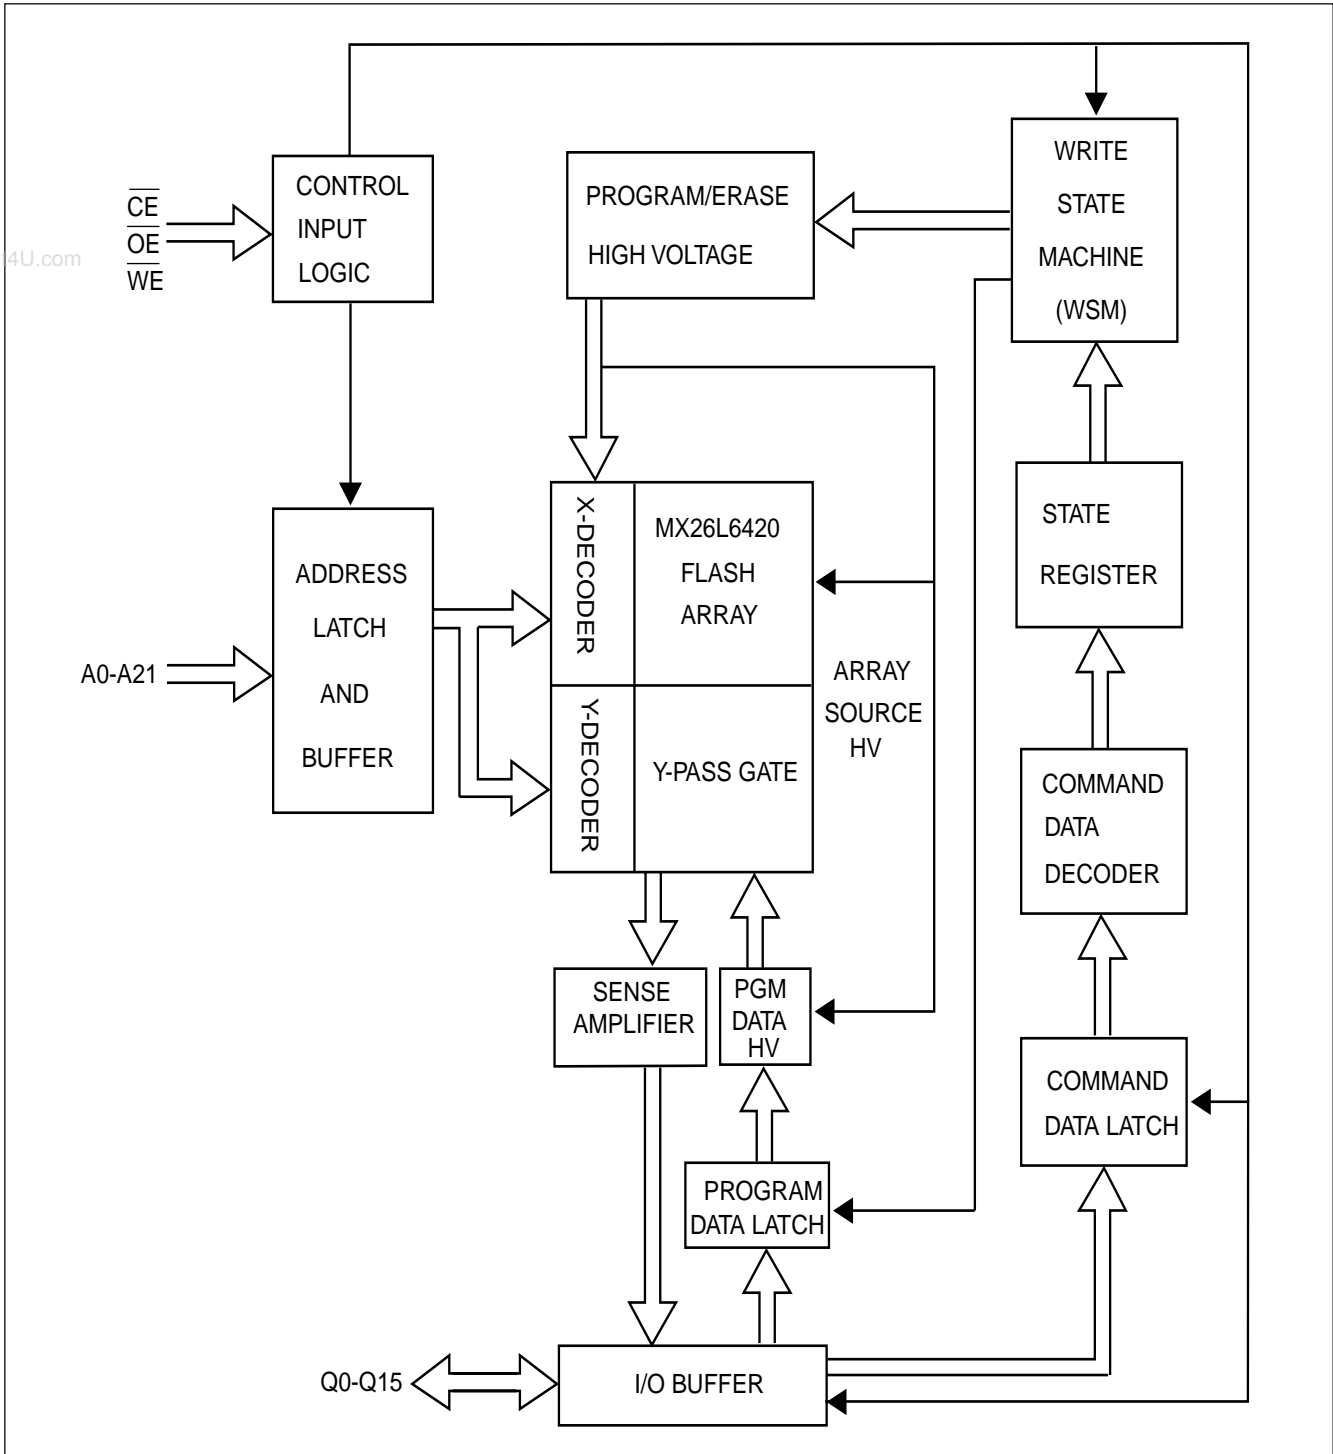 CE
OE
WE
4U.com
CONTROL
INPUT
LOGIC
PROGRAM/ERASE
HIGH VOLTAGE
WRITE
STATE
MACHINE
(WSM)
ADDRESS
LATCH
AND
BUFFER
A0-A21
X-DECODER
MX26L6420
FLASH
ARRAY
Y-DECODER
Y-PASS GATE
ARRAY
SOURCE
HV
STATE
REGISTER
COMMAND
DATA
DECODER
SENSE
AMPLIFIER
PGM
DATA
HV
COMMAND
DATA LATCH
PROGRAM
DATA LATCH
Q0-Q15
I/O BUFFER